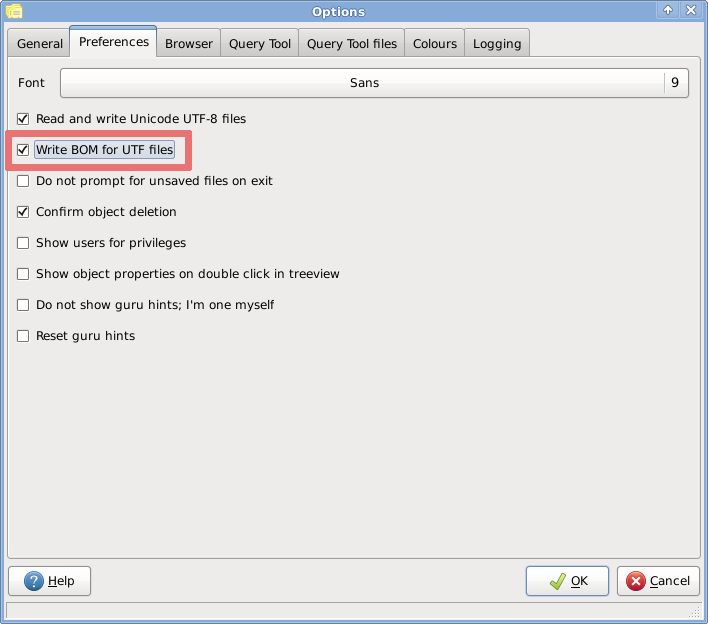 Options
General Preferences Browser Query Tool Query Tool files Colours Logging
Font Sans 9
Read and write Unicode UTF-8 files
Write BOM for UTF files
Do not prompt for unsaved files on exit
Confirm object deletion
Show users for privileges
Show object properties on double click in treeview
Do not show guru hints; I'm one myself
Reset guru hints
? Help OK Cancel